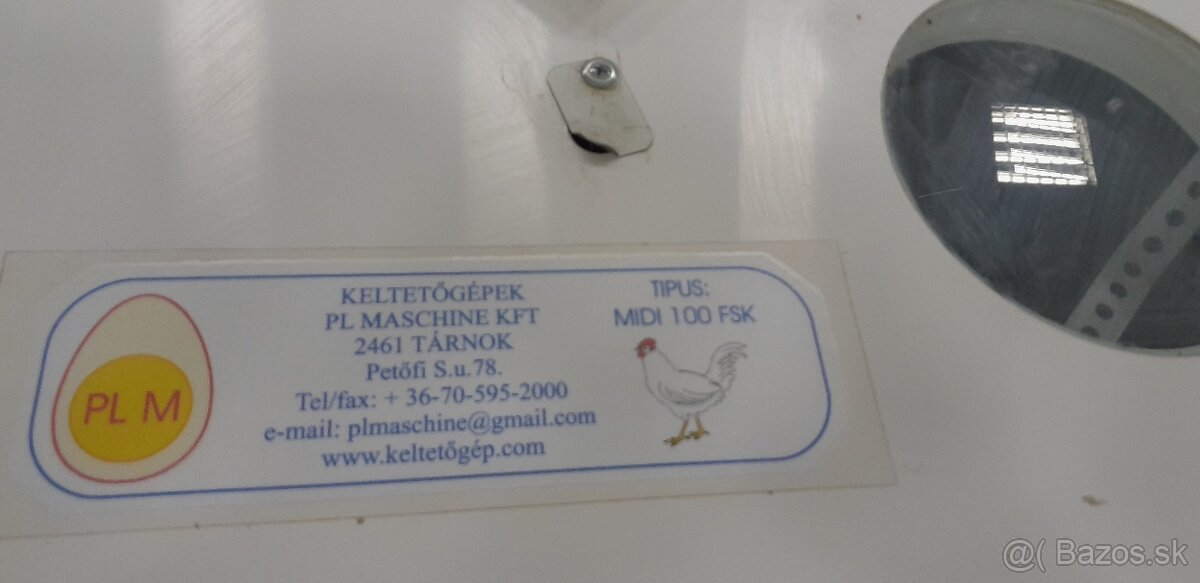 KELTETŐGÉPEK
PL MASCHINE KFT
2461 TÁRNOK
Petőfi S.u.78.
Tel/fax: + 36-70-595-2000
e-mail: plmaschine@gmail.com
www.keltetőgép.com
TIPUS:
MIDI 100 FSK
PL M
@( Bazos.sk